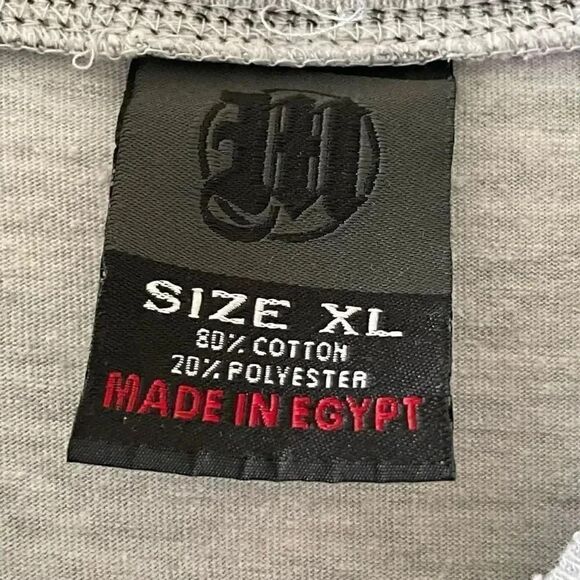 M
SIZE XL
80% COTTON
20% POLYESTER
MADE IN EGYPT